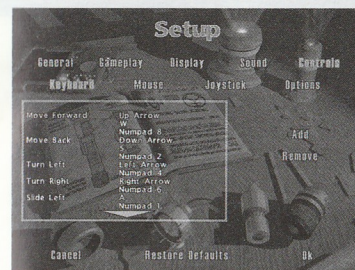 Setup
General Gameplay Display Sound Controls
Keyboard Mouse Joystick Options
Move Forward Up Arrow
W
Numpad 8
Move Back Down Arrow
S
Numpad 2
Turn Left Left Arrow
Numpad 4
Turn Right Right Arrow
Numpad 6
Slide Left A
Numpad 1
Add
Remove
Cancel Restore Defaults Ok